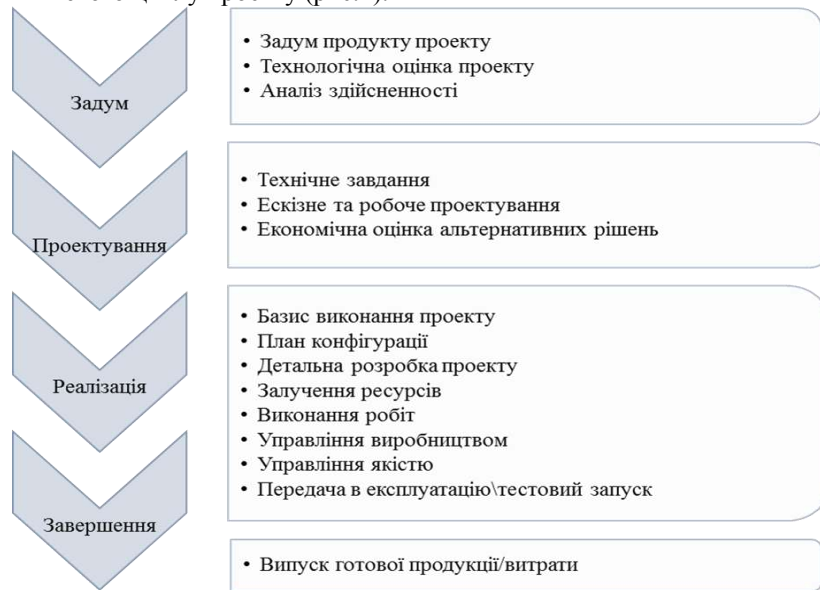 Задум
• Задум продукту проекту
• Технологічна оцінка проекту
• Аналіз здійсненності
Проектування
• Технічне завдання
• Ескізне та робоче проектування
• Економічна оцінка альтернативних рішень
Реалізація
• Базис виконання проекту
• План конфігурації
• Детальна розробка проекту
• Залучення ресурсів
• Виконання робіт
• Управління виробництвом
• Управління якістю
• Передача в експлуатацію\тестовий запуск
Завершення
• Випуск готової продукції/витрати